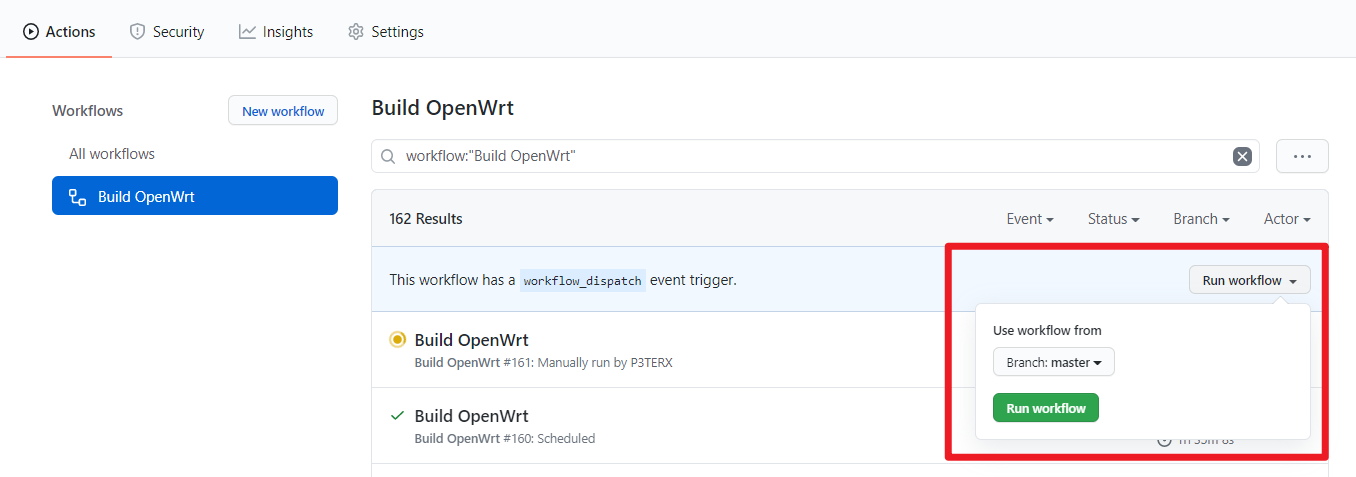 Actions Security Insights Settings
Workflows New workflow
All workflows
Build OpenWrt
Build OpenWrt
workflow:"Build OpenWrt"
162 Results Event Status Branch Actor
This workflow has a workflow_dispatch event trigger. Run workflow
Use workflow from
Branch: master
Run workflow
Build OpenWrt
Build OpenWrt #161: Manually run by P3TERX
Build OpenWrt
Build OpenWrt #160: Scheduled